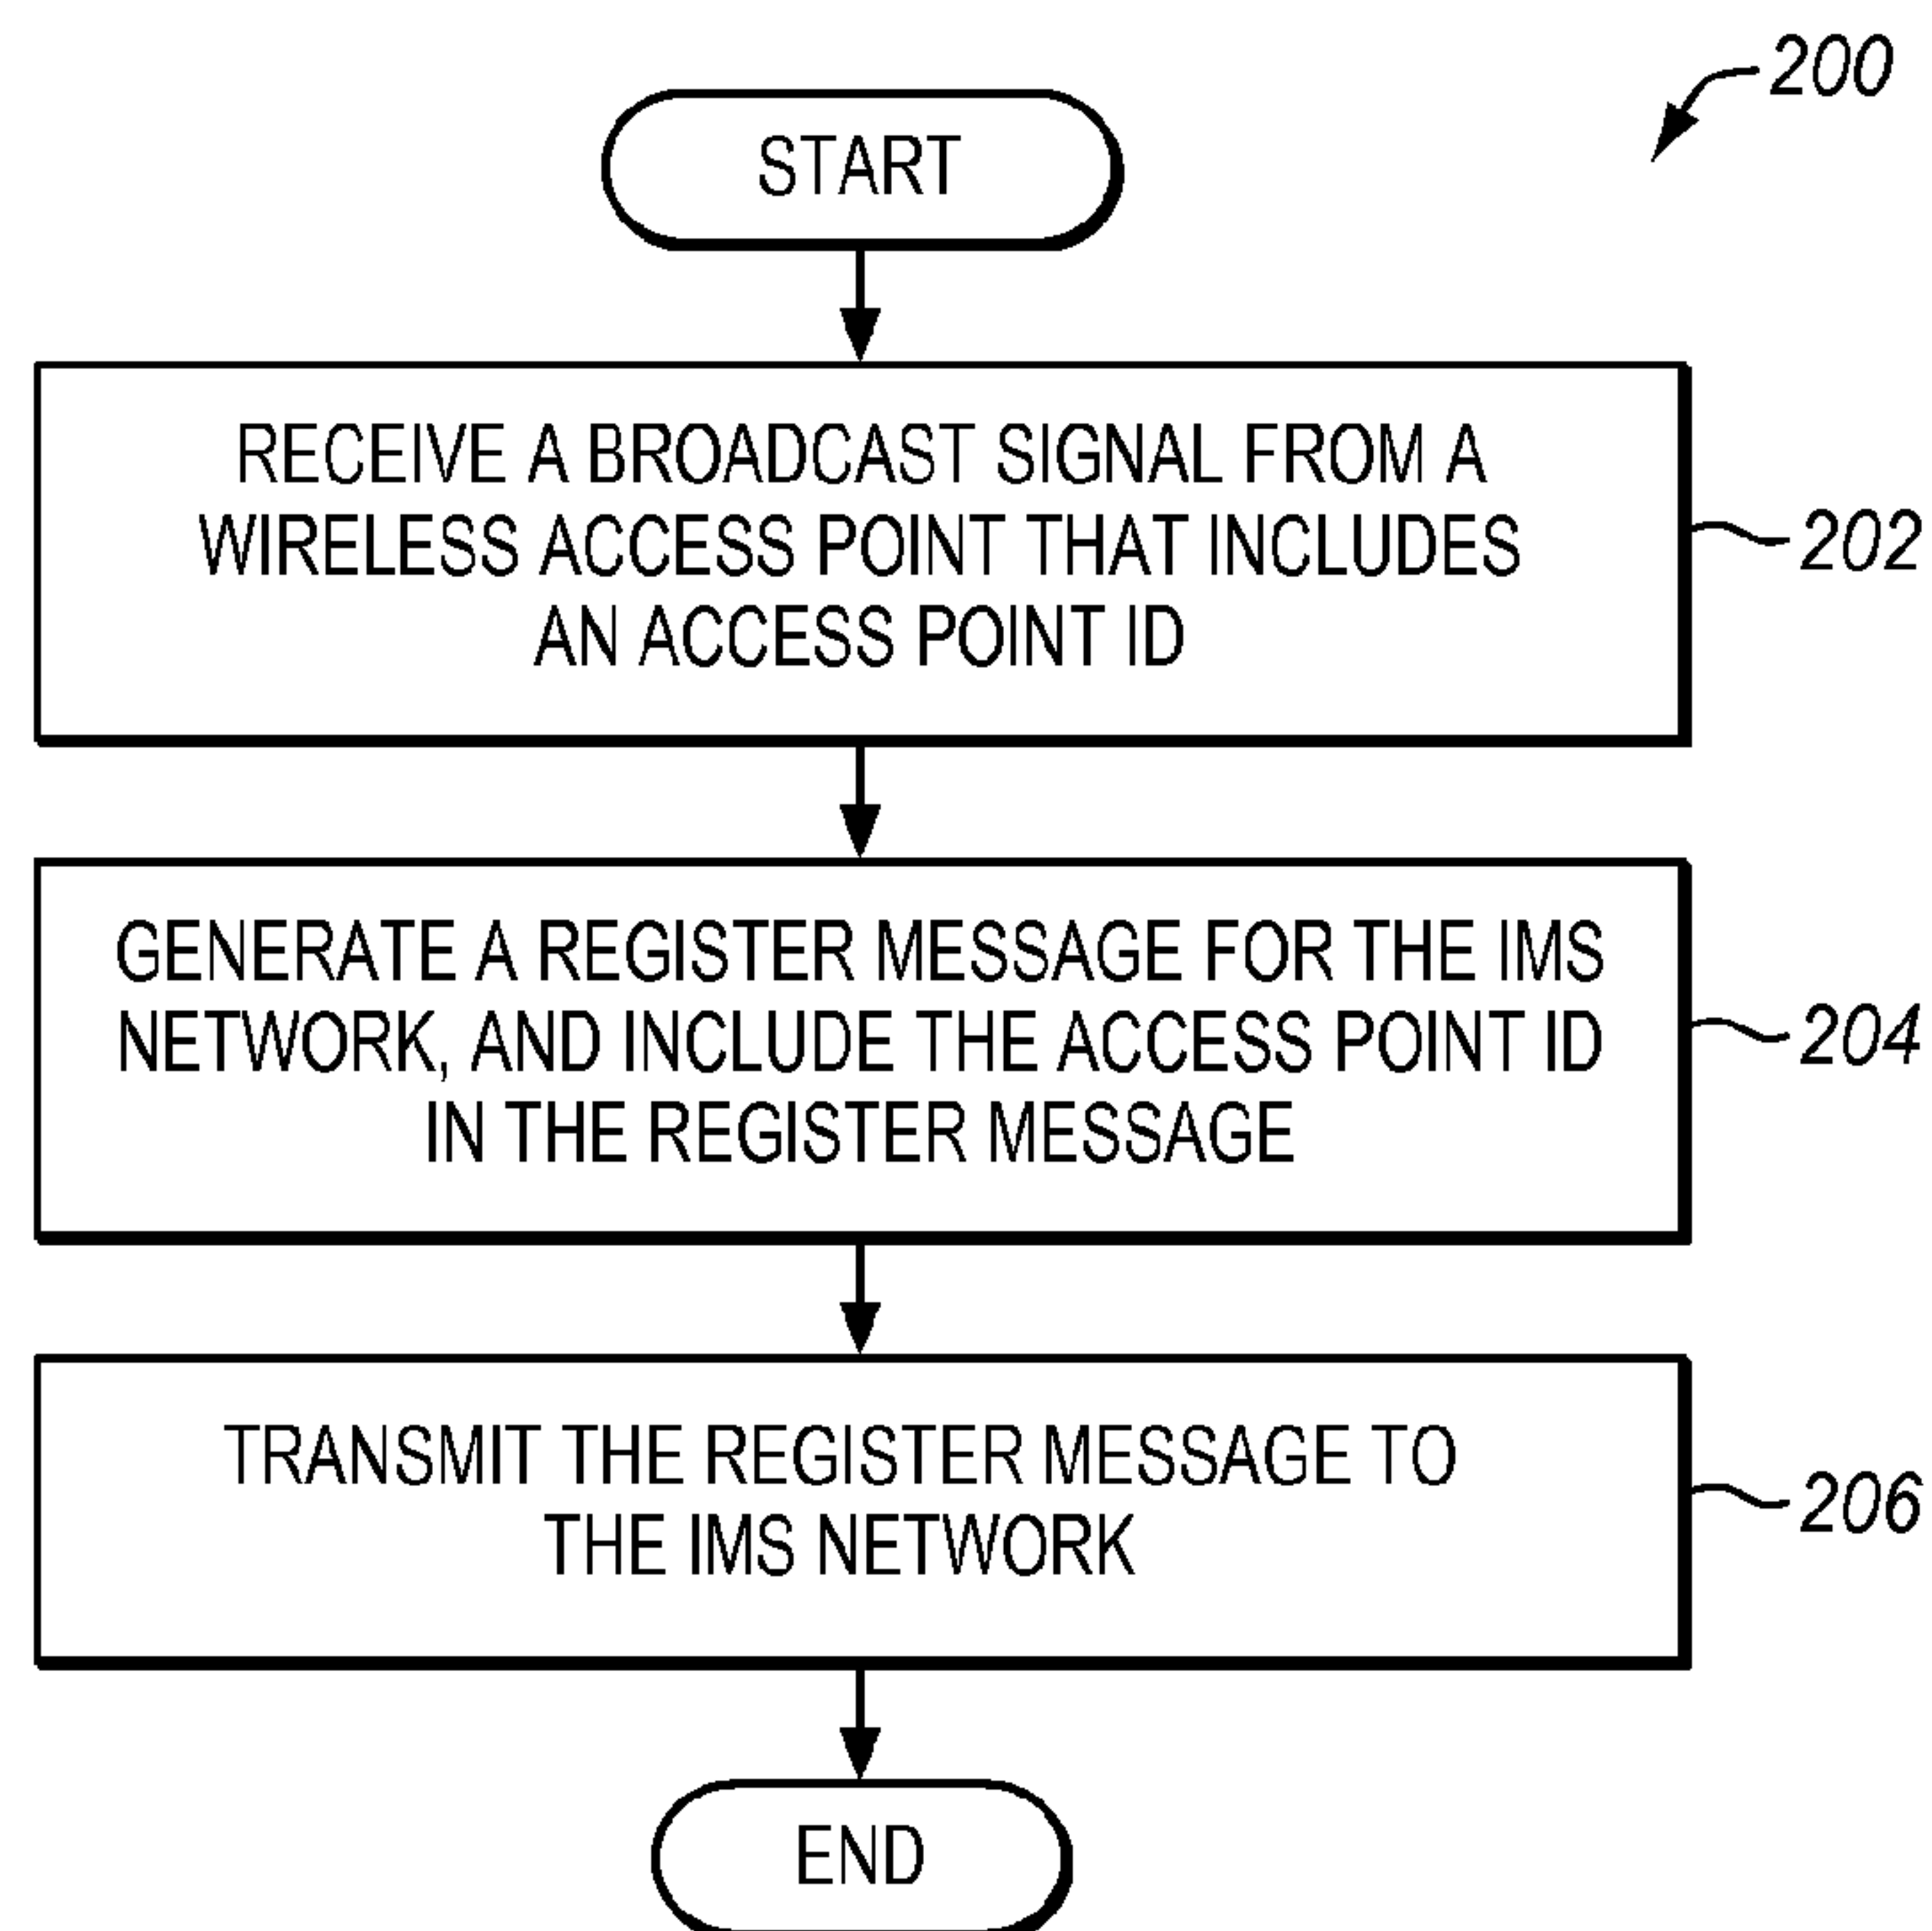 200
START
RECEIVE A BROADCAST SIGNAL FROM A
WIRELESS ACCESS POINT THAT INCLUDES
AN ACCESS POINT ID
202
GENERATE A REGISTER MESSAGE FOR THE IMS
NETWORK, AND INCLUDE THE ACCESS POINT ID
IN THE REGISTER MESSAGE
204
TRANSMIT THE REGISTER MESSAGE TO
THE IMS NETWORK
206
END